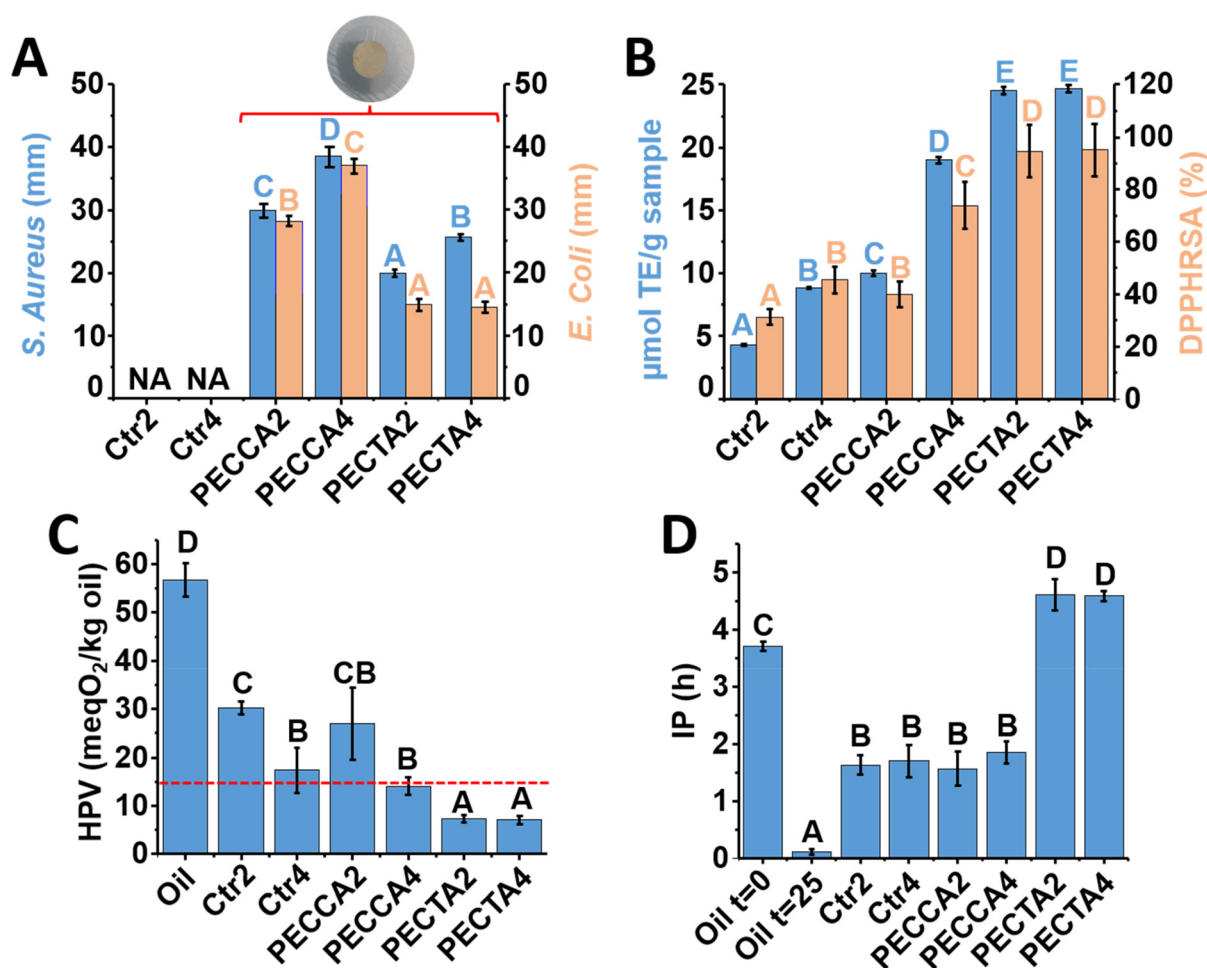 A
S. Aureus (mm)
50
40
30
20
10
0
NA
NA
C
B
D
C
A
A
B
A
50
40
30
20
10
0
E. Coli (mm)
Ctr2
Ctr4
PECCA2
PECCA4
PECTA2
PECTA4
B
µmol TE/g sample
25
20
15
10
5
0
A
A
B
B
C
B
D
C
E
D
E
D
120
100
80
60
40
20
0
DPPHRSA (%)
Ctr2
Ctr4
PECCA2
PECCA4
PECTA2
PECTA4
C
HPV (meqO₂/kg oil)
60
50
40
30
20
10
0
D
C
B
CB
B
A
A
Oil
Ctr2
Ctr4
PECCA2
PECCA4
PECTA2
PECTA4
D
IP (h)
5
4
3
2
1
0
C
A
B
B
B
B
D
D
Oil t=0
Oil t=25
Ctr2
Ctr4
PECCA2
PECCA4
PECTA2
PECTA4